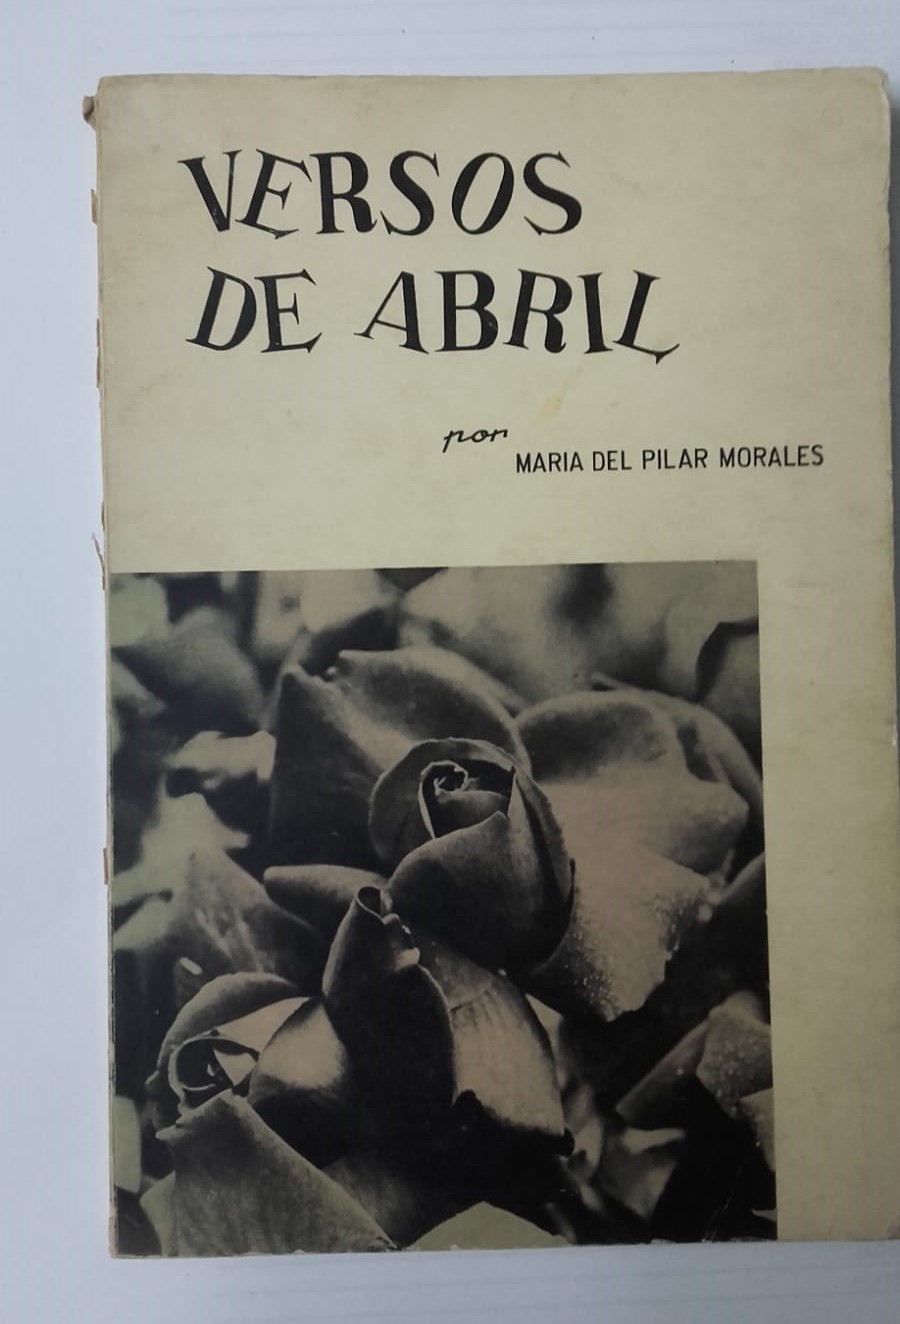 VERSOS
DE ABRIL
por
MARIA DEL PILAR MORALES